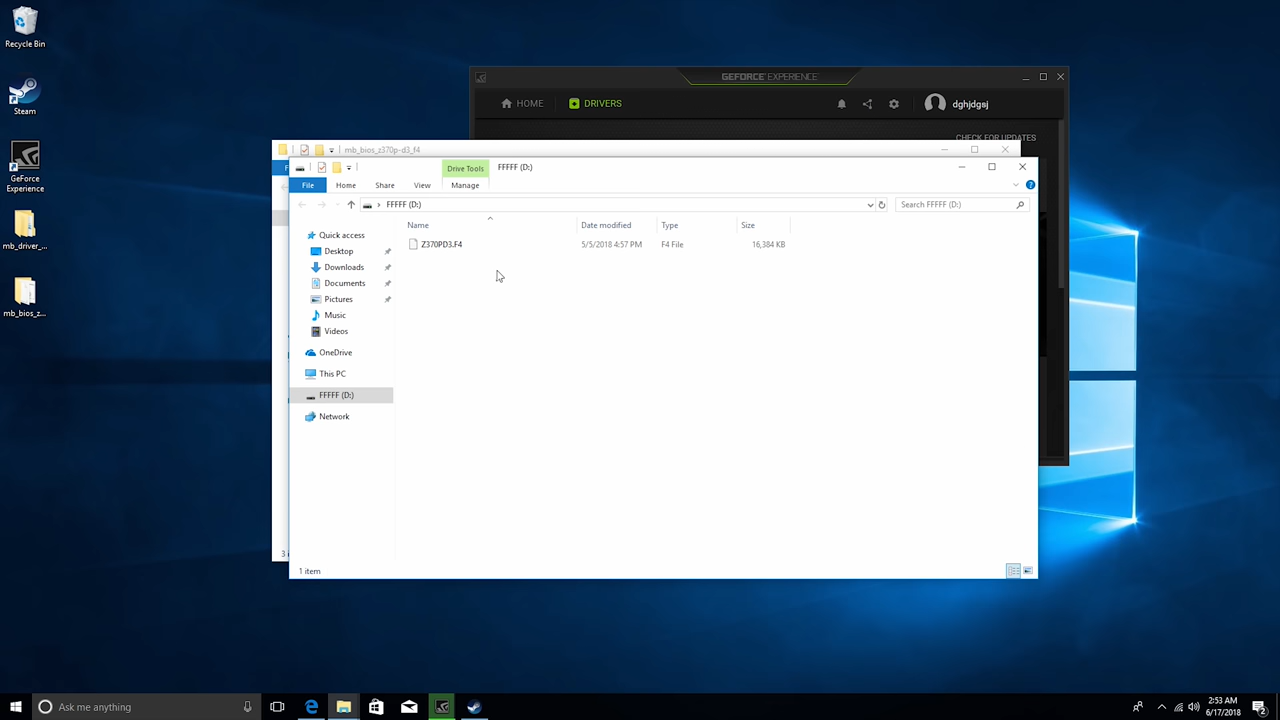 Recycle Bin
Steam
GeForce
Experience
mb_driver_...
mb_bios_z...
GEFORCE EXPERIENCE
HOME
DRIVERS
dghjdgsj
CHECK FOR UPDATES
mb_bios_z370p-d3_f4
Drive Tools
FFFFF (D:)
File
Home
Share
View
Manage
FFFFF (D:)
Search FFFFF (D:)
Name
Date modified
Type
Size
Z370PD3.F4
5/5/2018 4:57 PM
F4 File
16,384 KB
Quick access
Desktop
Downloads
Documents
Pictures
Music
Videos
OneDrive
This PC
FFFFF (D:)
Network
1 item
Ask me anything
2:53 AM
6/17/2018
2